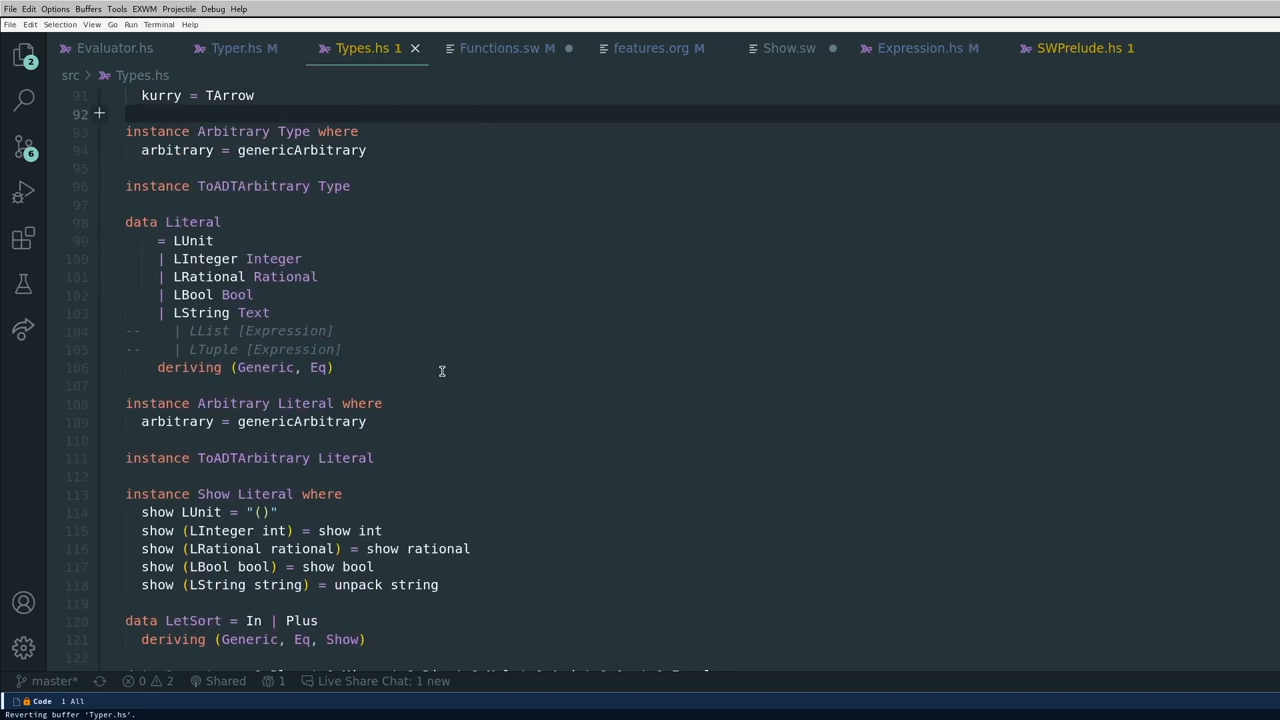 File Edit Options Buffers Tools EXWM Projectile Debug Help
File Edit Selection View Go Run Terminal Help
Evaluator.hs Typer.hs M Types.hs 1 Functions.sw M features.org M Show.sw Expression.hs M SWPrelude.hs 1
src > Types.hs
91 kurry = TArrow
92
93 instance Arbitrary Type where
94 arbitrary = genericArbitrary
95
96 instance ToADTArbitrary Type
97
98 data Literal
99 = LUnit
100 | LInteger Integer
101 | LRational Rational
102 | LBool Bool
103 | LString Text
104 -- | LList [Expression]
105 -- | LTuple [Expression]
106 deriving (Generic, Eq)
107
108 instance Arbitrary Literal where
109 arbitrary = genericArbitrary
110
111 instance ToADTArbitrary Literal
112
113 instance Show Literal where
114 show LUnit = "()"
115 show (LInteger int) = show int
116 show (LRational rational) = show rational
117 show (LBool bool) = show bool
118 show (LString string) = unpack string
119
120 data LetSort = In | Plus
121 deriving (Generic, Eq, Show)
122
2
6
master* 0 2 Shared 1 Live Share Chat: 1 new
Code 1 All
Reverting buffer 'Typer.hs'.